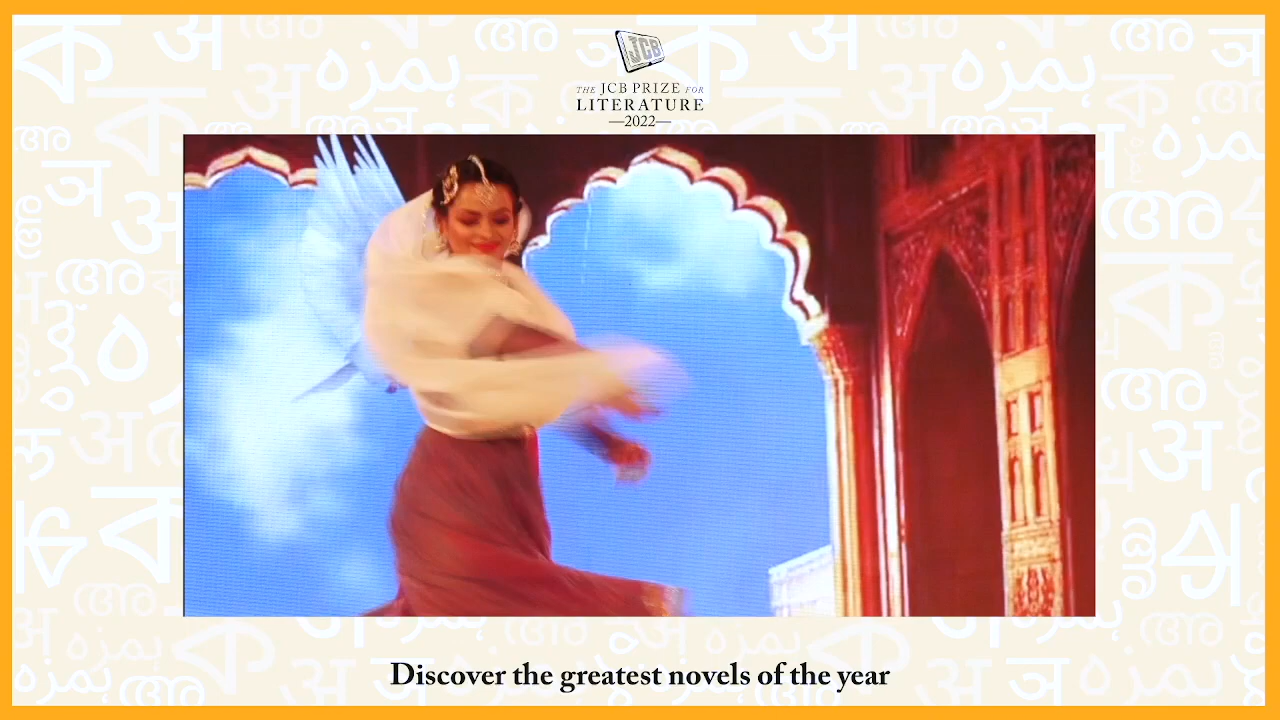 JCB
THE JCB PRIZE FOR
LITERATURE
—2022—
Discover the greatest novels of the year